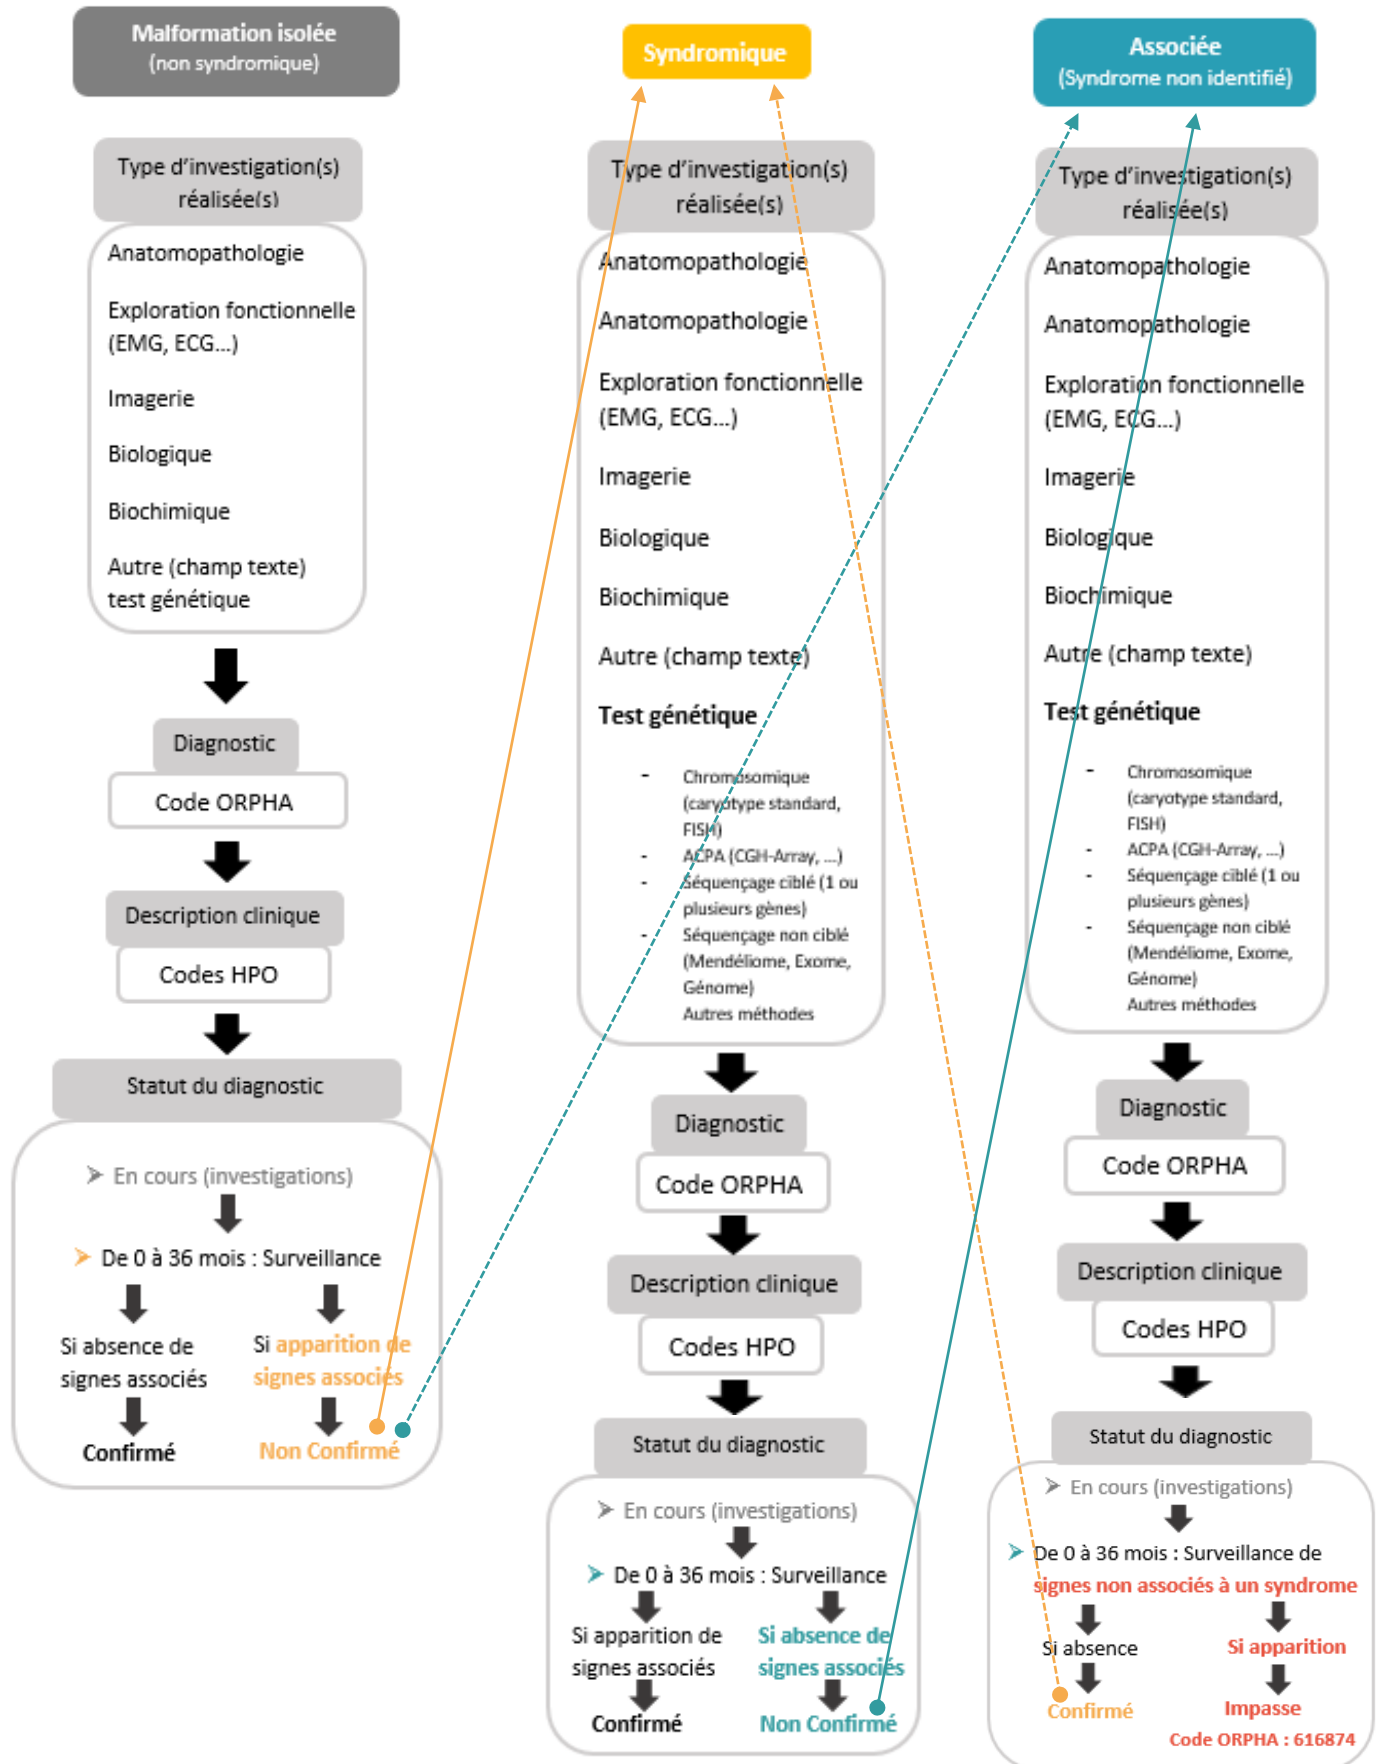 Malformation isolée
(non syndromique)
Type d'investigation(s)
réalisée(s)
Anatomopathologie
Exploration fonctionnelle
(EMG, ECG...)
Imagerie
Biologique
Biochimique
Autre (champ texte)
test génétique
Diagnostic
Code ORPHA
Description clinique
Codes HPO
Statut du diagnostic
➤ En cours (investigations)
➤ De 0 à 36 mois : Surveillance
Si absence de
signes associés
Confirmé
Si apparition de
signes associés
Non Confirmé
Syndromique
Type d'investigation(s)
réalisée(s)
Anatomopathologie
Anatomopathologie
Exploration fonctionnelle
(EMG, ECG...)
Imagerie
Biologique
Biochimique
Autre (champ texte)
Test génétique
- Chromosomique
(caryotype standard,
FISH)
- ACPA (CGH-Array, ...)
- Séquençage ciblé (1 ou
plusieurs gènes)
- Séquençage non ciblé
(Mendéliome, Exome,
Génome)
Autres méthodes
Diagnostic
Code ORPHA
Description clinique
Codes HPO
Statut du diagnostic
➤ En cours (investigations)
➤ De 0 à 36 mois : Surveillance
Si apparition de
signes associés
Confirmé
Si absence de
signes associés
Non Confirmé
Associée
(Syndrome non identifié)
Type d'investigation(s)
réalisée(s)
Anatomopathologie
Anatomopathologie
Exploration fonctionnelle
(EMG, ECG...)
Imagerie
Biologique
Biochimique
Autre (champ texte)
Test génétique
- Chromosomique
(caryotype standard,
FISH)
- ACPA (CGH-Array, ...)
- Séquençage ciblé (1 ou
plusieurs gènes)
- Séquençage non ciblé
(Mendéliome, Exome,
Génome)
Autres méthodes
Diagnostic
Code ORPHA
Description clinique
Codes HPO
Statut du diagnostic
➤ En cours (investigations)
➤ De 0 à 36 mois : Surveillance de
signes non associés à un syndrome
Si absence
Confirmé
Si apparition
Impasse
Code ORPHA : 616874